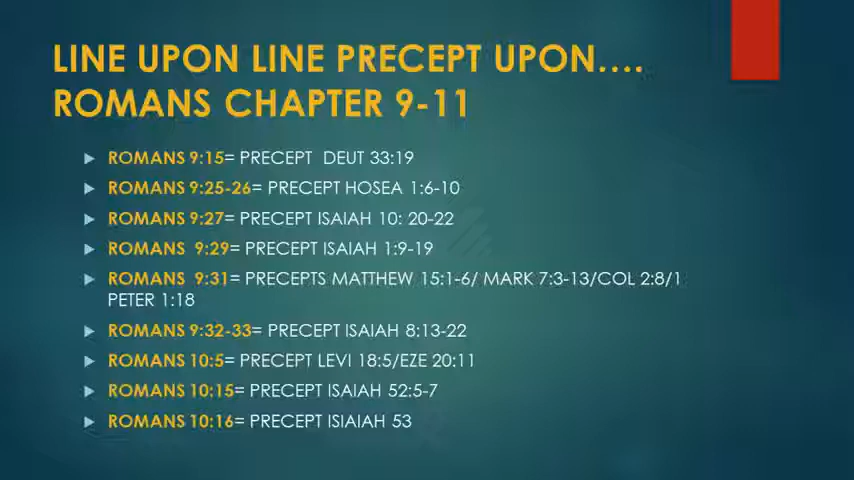 LINE UPON LINE PRECEPT UPON....
ROMANS CHAPTER 9-11
ROMANS 9:15= PRECEPT DEUT 33:19
ROMANS 9:25-26= PRECEPT HOSEA 1:6-10
ROMANS 9:27= PRECEPT ISAIAH 10: 20-22
ROMANS 9:29= PRECEPT ISAIAH 1:9-19
ROMANS 9:31= PRECEPTS MATTHEW 15:1-6/ MARK 7:3-13/COL 2:8/1
PETER 1:18
ROMANS 9:32-33= PRECEPT ISAIAH 8:13-22
ROMANS 10:5= PRECEPT LEVI 18:5/EZE 20:11
ROMANS 10:15= PRECEPT ISAIAH 52:5-7
ROMANS 10:16= PRECEPT ISIAIAH 53